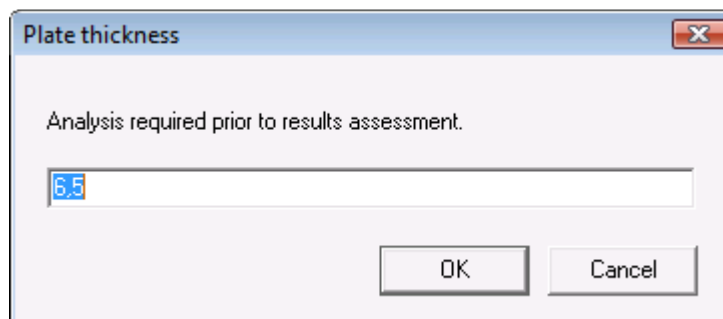 Plate thickness
Analysis required prior to results assessment.
6,5
OK
Cancel